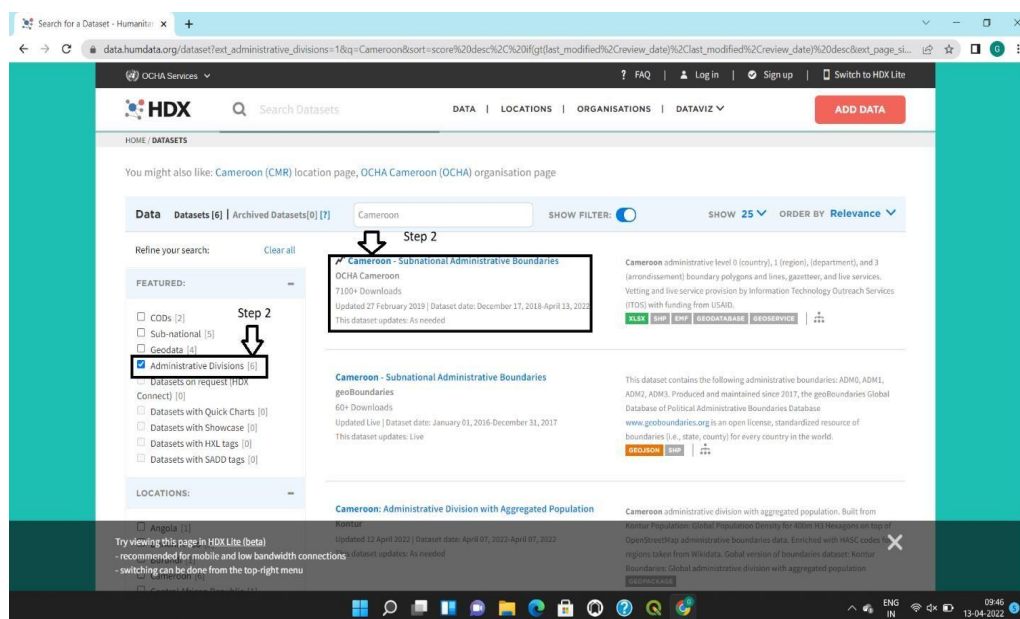 Search for a Dataset - Humanitar
data.humdata.org/dataset?ext_administrative_divisions=1&q=Cameroon&sort=score%20desc%2C%20if(gt(last_modified%2Creview_date)%2Clast_modified%2Creview_date)%20desc&ext_page_si...
OCHA Services
? FAQ | Log in | Sign up | Switch to HDX Lite
HDX
Search Datasets
DATA | LOCATIONS | ORGANISATIONS | DATAVIZ
ADD DATA
HOME / DATASETS
You might also like: Cameroon (CMR) location page, OCHA Cameroon (OCHA) organisation page
Data Datasets [6] | Archived Datasets[0] [?]
Cameroon
SHOW FILTER:
SHOW 25 ORDER BY Relevance
Refine your search: Clear all
FEATURED:
CODs [2]
Step 2
Sub-national [5]
Geodata [4]
Administrative Divisions [6]
Datasets on request (HDX
Connect) [0]
Datasets with Quick Charts [0]
Datasets with Showcase [0]
Datasets with HXL tags [0]
Datasets with SADD tags [0]
LOCATIONS:
Angola [1]
Burundi [1]
Cameroon [6]
Central African Republic [1]
Step 2
Cameroon - Subnational Administrative Boundaries
OCHA Cameroon
7100+ Downloads
Updated 27 February 2019 | Dataset date: December 17, 2018-April 13, 2022
This dataset updates: As needed
Cameroon administrative level 0 (country), 1 (region), (department), and 3
(arrondissement) boundary polygons and lines, gazetteer, and live services.
Vetting and live service provision by Information Technology Outreach Services
(ITOS) with funding from USAID.
XLSX SHP EMF GEODATABASE GEOSERVICE
Cameroon - Subnational Administrative Boundaries
geoBoundaries
60+ Downloads
Updated Live | Dataset date: January 01, 2016-December 31, 2017
This dataset updates: Live
This dataset contains the following administrative boundaries: ADM0, ADM1,
ADM2, ADM3. Produced and maintained since 2017, the geoBoundaries Global
Database of Political Administrative Boundaries Database
www.geoboundaries.org is an open license, standardized resource of
boundaries (i.e., state, county) for every country in the world.
GEOJSON SHP
Cameroon: Administrative Division with Aggregated Population
Kontur
Updated 12 April 2022 | Dataset date: April 07, 2022-April 07, 2022
This dataset updates: As needed
Cameroon administrative division with aggregated population. Built from
Kontur Population: Global Population Density for 400m H3 Hexagons on top of
OpenStreetMap administrative boundaries data. Enriched with HASC codes for
regions taken from Wikidata. Gobal version of boundaries dataset: Kontur
Boundaries: Global administrative division with aggregated population
GEOPACKAGE
Try viewing this page in HDX Lite (beta)
- recommended for mobile and low bandwidth connections
- switching can be done from the top-right menu
ENG
IN
09:46
13-04-2022